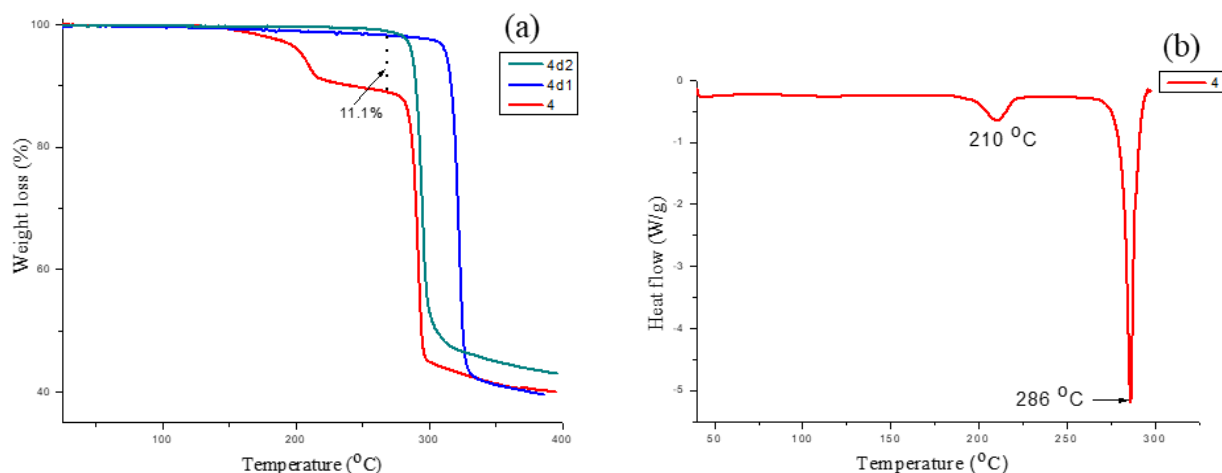 (a)
4d2
4d1
4
11.1%
100
80
60
40
Weight loss (%)
100
200
300
400
Temperature (°C)
(b)
4
0
-1
-2
-3
-4
-5
Heat flow (W/g)
210 °C
286 °C
50
100
150
200
250
300
Temperature (°C)